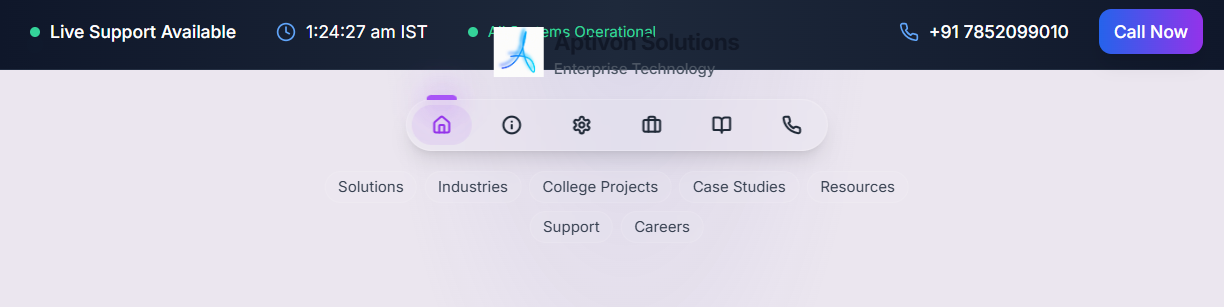 Live Support Available
1:24:27 am IST
All Systems Operational
+91 7852099010
Call Now
Aptivon Solutions
Enterprise Technology
Solutions
Industries
College Projects
Case Studies
Resources
Support
Careers